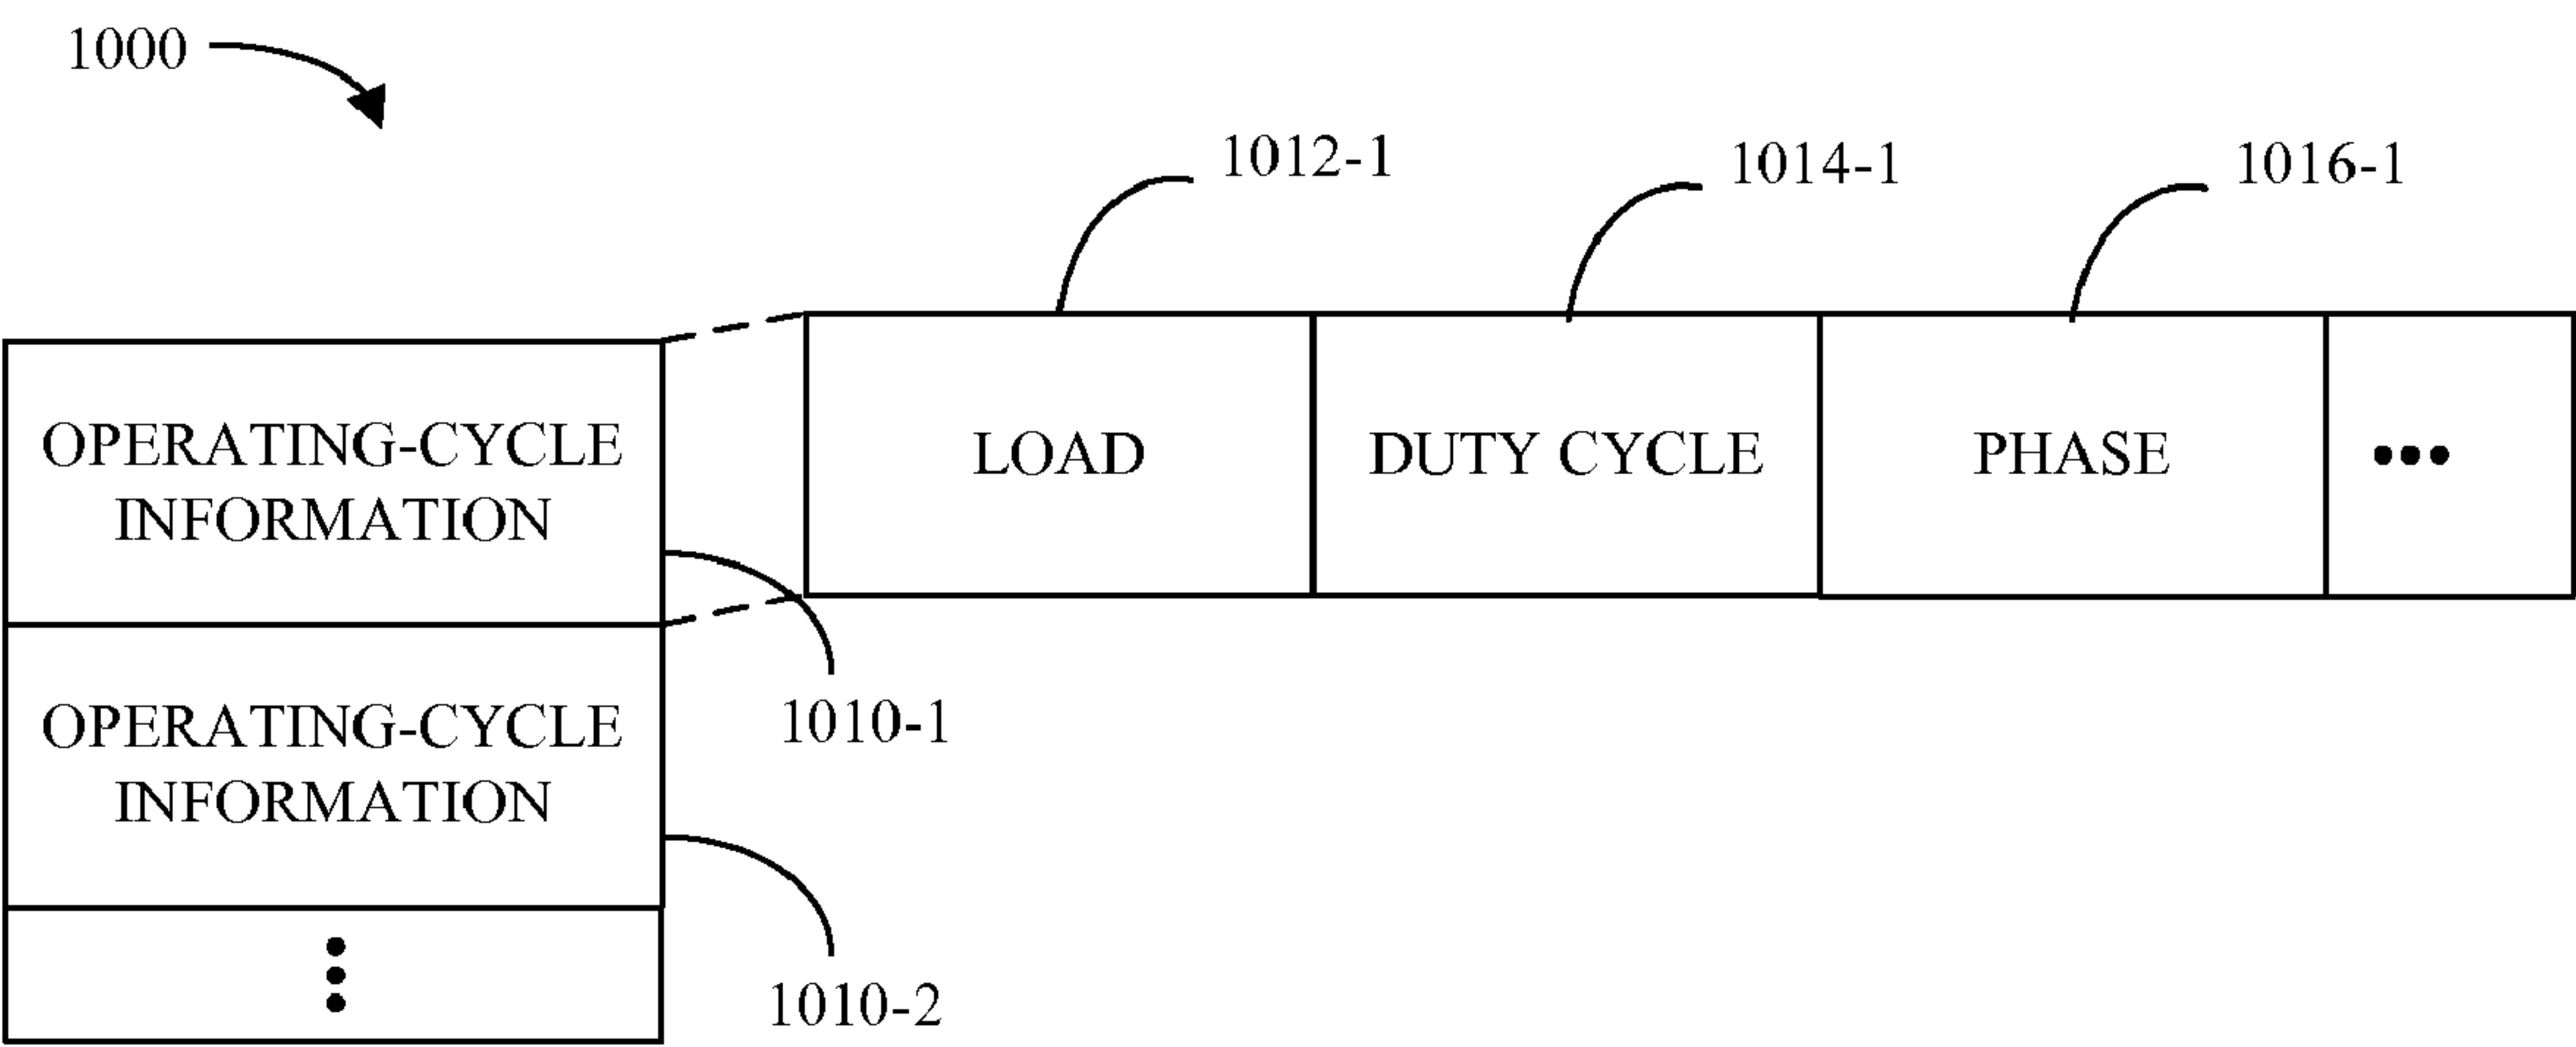 1000
1012-1
1014-1
1016-1
OPERATING-CYCLE
INFORMATION
LOAD
DUTY CYCLE
PHASE
•••
1010-1
OPERATING-CYCLE
INFORMATION
1010-2